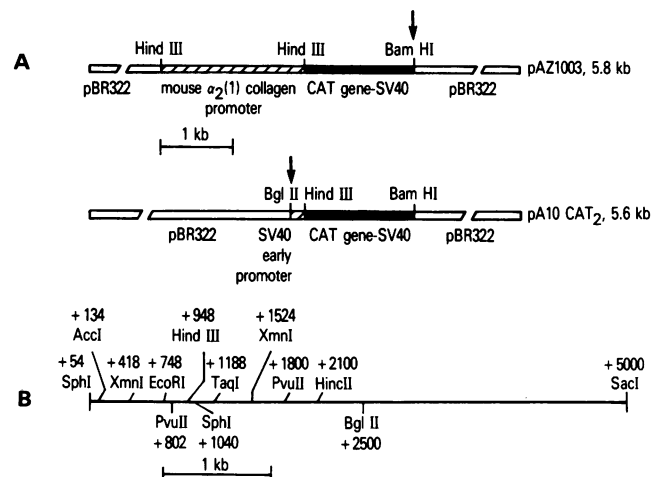 A
Hind III
Hind III
Bam HI
pAZ1003, 5.8 kb
pBR322
mouse α2(1) collagen promoter
CAT gene-SV40
pBR322
1 kb
Bgl II
Hind III
Bam HI
pA10 CAT2, 5.6 kb
pBR322
SV40 early promoter
CAT gene-SV40
pBR322
B
+ 134
AccI
+ 948
Hind III
+ 1524
XmnI
+ 54
SphI
+ 418
XmnI
+ 748
EcoRI
+ 1188
TaqI
+ 1800
PvuII
+ 2100
HincII
+ 5000
SacI
PvuII
+ 802
SphI
+ 1040
Bgl II
+ 2500
1 kb